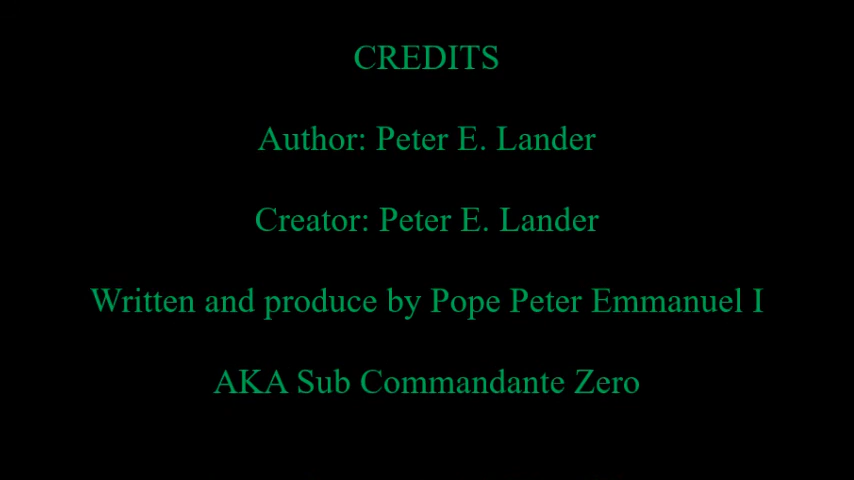 CREDITS
Author: Peter E. Lander
Creator: Peter E. Lander
Written and produce by Pope Peter Emmanuel I
AKA Sub Commandante Zero